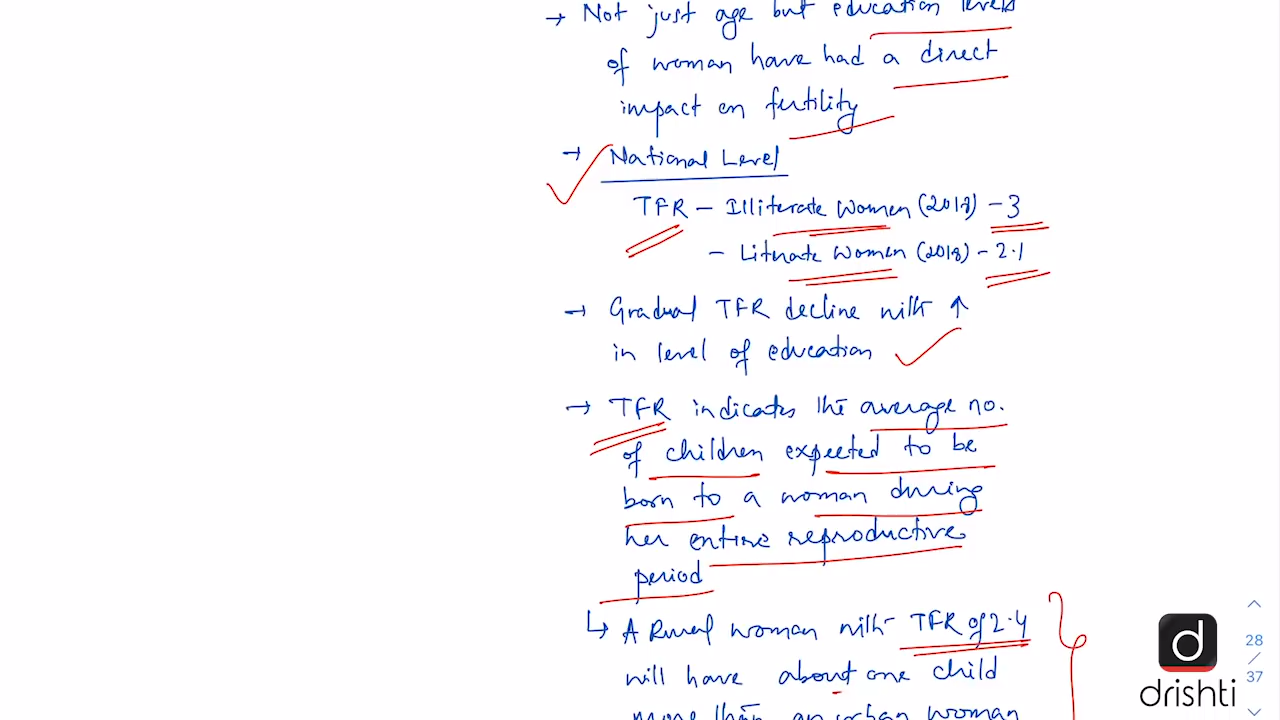 → Not just age but education levels
of woman have had a direct
impact on fertility
→ National Level
TFR – Illiterate Women (2018) – 3
– Literate Women (2018) – 2.1
→ Gradual TFR decline with ↑
in level of education
→ TFR indicates the average no.
of children expected to be
born to a woman during
her entire reproductive
period
↳ A Rural woman with TFR of 2.4
will have about one child
more than an urban woman
d
drishti
28
/
37